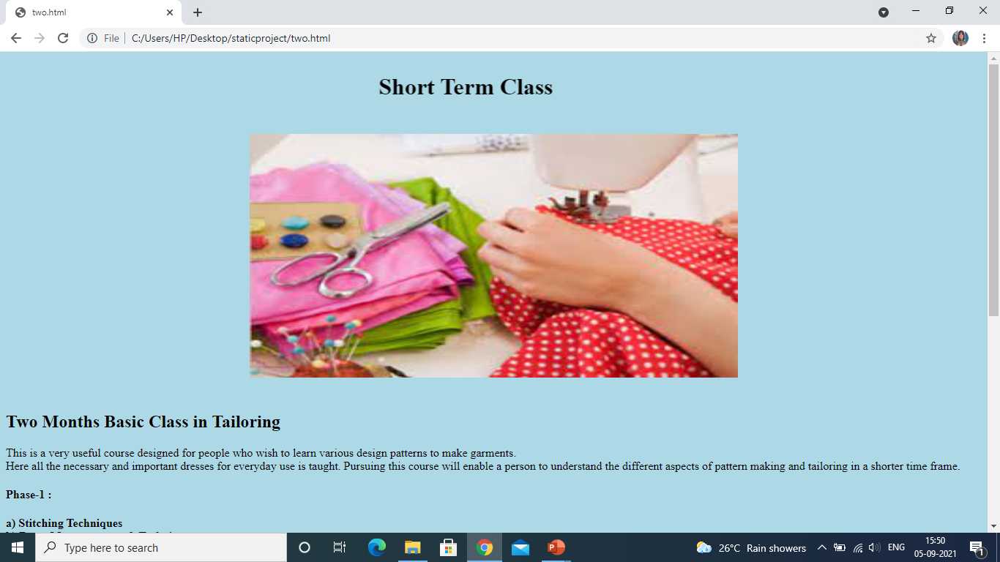 two.html
File
C:/Users/HP/Desktop/staticproject/two.html
Short Term Class
Two Months Basic Class in Tailoring
This is a very useful course designed for people who wish to learn various design patterns to make garments.
Here all the necessary and important dresses for everyday use is taught. Pursuing this course will enable a person to understand the different aspects of pattern making and tailoring in a shorter time frame.
Phase-1 :
a) Stitching Techniques
Type here to search
26°C Rain showers
ENG
15:50
05-09-2021
1